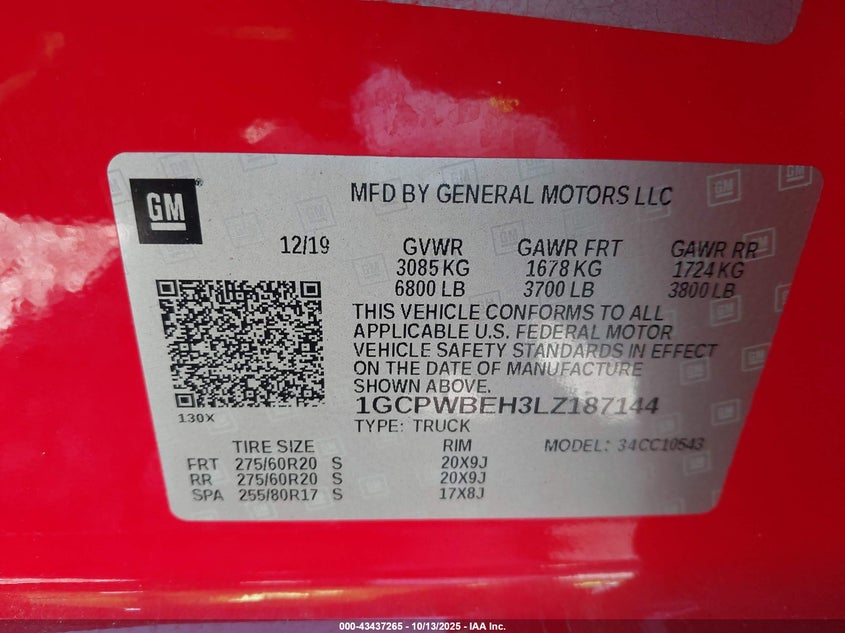 GM
MFD BY GENERAL MOTORS LLC
12/19 GVWR GAWR FRT GAWR RR
3085 KG 1678 KG 1724 KG
6800 LB 3700 LB 3800 LB
THIS VEHICLE CONFORMS TO ALL
APPLICABLE U.S. FEDERAL MOTOR
VEHICLE SAFETY STANDARDS IN EFFECT
ON THE DATE OF MANUFACTURE
SHOWN ABOVE.
130X
1GCPWBEH3LZ187144
TYPE: TRUCK
TIRE SIZE RIM MODEL: 34CC10543
FRT 275/60R20 S 20X9J
RR 275/60R20 S 20X9J
SPA 255/80R17 S 17X8J
000-43437265 - 10/13/2025 - IAA Inc.